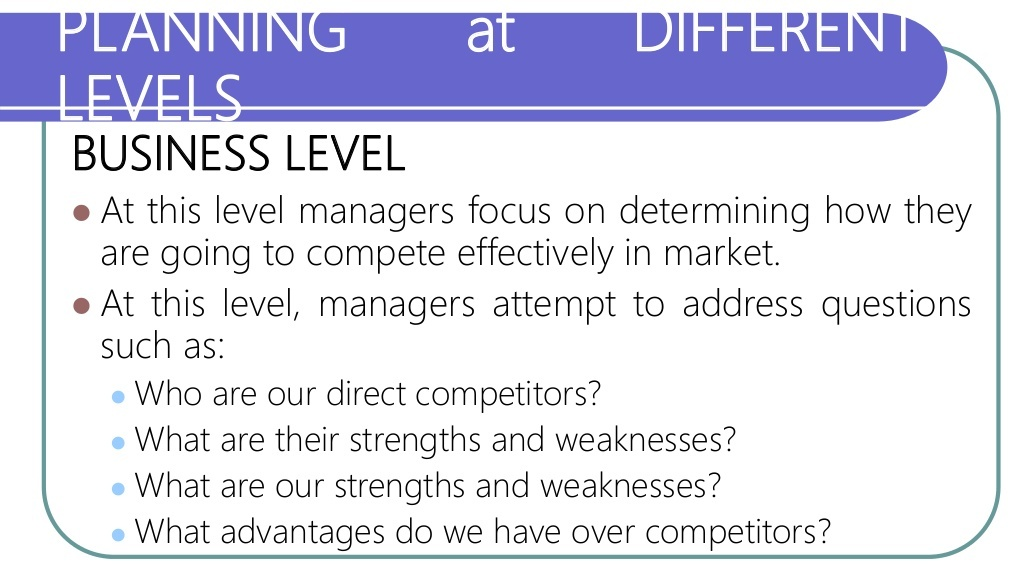 PLANNING at DIFFERENT
LEVELS
BUSINESS LEVEL
At this level managers focus on determining how they
are going to compete effectively in market.
At this level, managers attempt to address questions
such as:
Who are our direct competitors?
What are their strengths and weaknesses?
What are our strengths and weaknesses?
What advantages do we have over competitors?